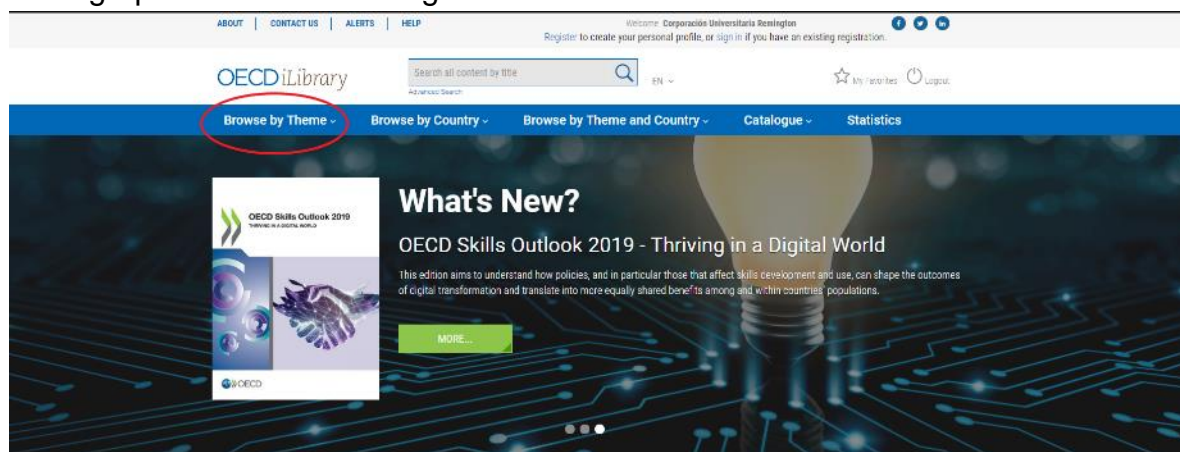 ABOUT | CONTACT US | ALERTS | HELP
Welcome Corporación Universitaria Remington
Register to create your personal profile, or sign in if you have an existing registration.
OECD iLibrary
Search all content by title
EN
My Favorites
Logout
Advanced Search
Browse by Theme
Browse by Country
Browse by Theme and Country
Catalogue
Statistics
What's New?
OECD Skills Outlook 2019
THRIVING IN A DIGITAL WORLD
OECD Skills Outlook 2019 - Thriving in a Digital World
This edition aims to understand how policies, and in particular those that affect skills development and use, can shape the outcomes
of digital transformation and translate into more equally shared benefits among and within countries' populations.
MORE...
OECD